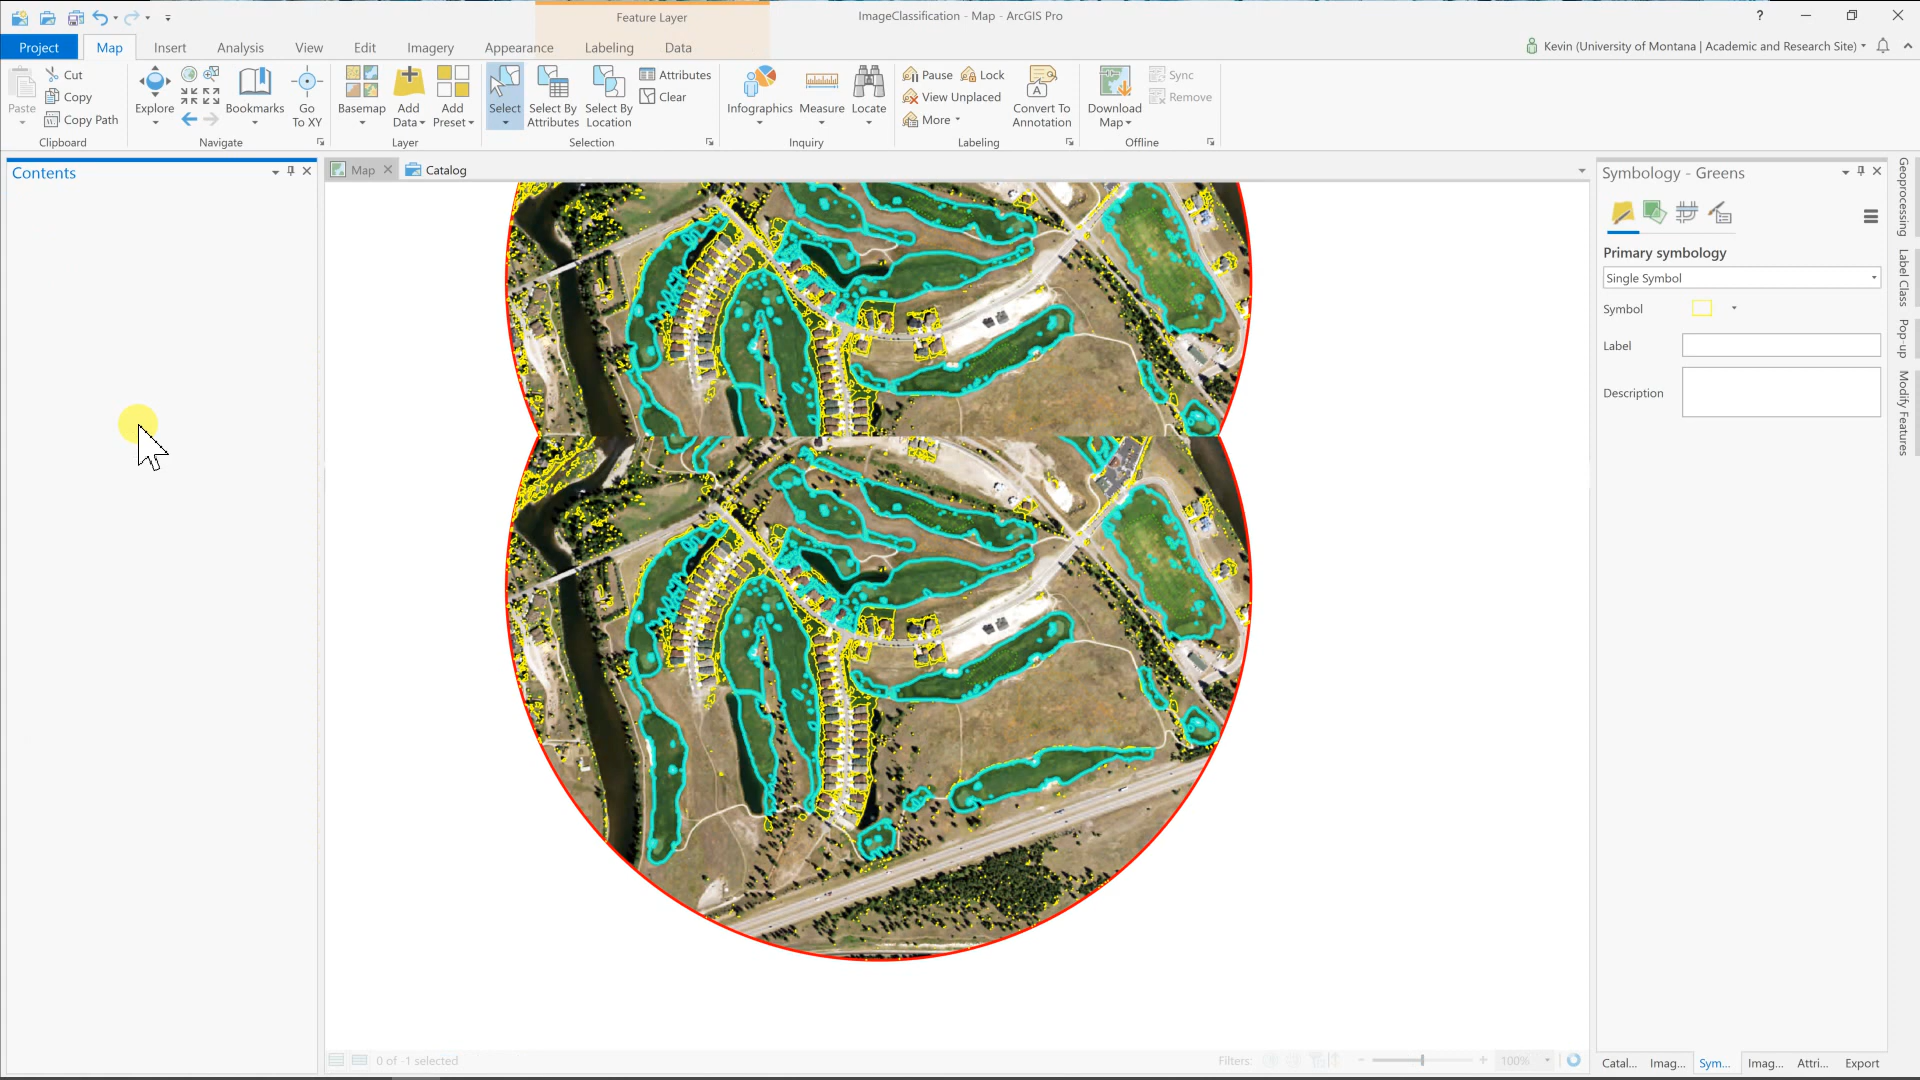 Feature Layer
ImageClassification - Map - ArcGIS Pro
?
Project Map Insert Analysis View Edit Imagery Appearance Labeling Data
Kevin (University of Montana | Academic and Research Site)
Paste
Cut
Copy
Copy Path
Clipboard
Explore
Bookmarks
Go To XY
Navigate
Basemap
Add Data
Add Preset
Layer
Select
Select By Attributes
Select By Location
Attributes
Clear
Selection
Infographics
Measure
Locate
Inquiry
Pause
Lock
View Unplaced
More
Convert To Annotation
Labeling
Download Map
Sync
Remove
Offline
Contents
Map
Catalog
0 of -1 selected
Filters:
100%
Symbology - Greens
Primary symbology
Single Symbol
Symbol
Label
Description
Geoprocessing
Label Class
Pop-up
Modify Features
Catal... Imag... Sym... Imag... Attri... Export